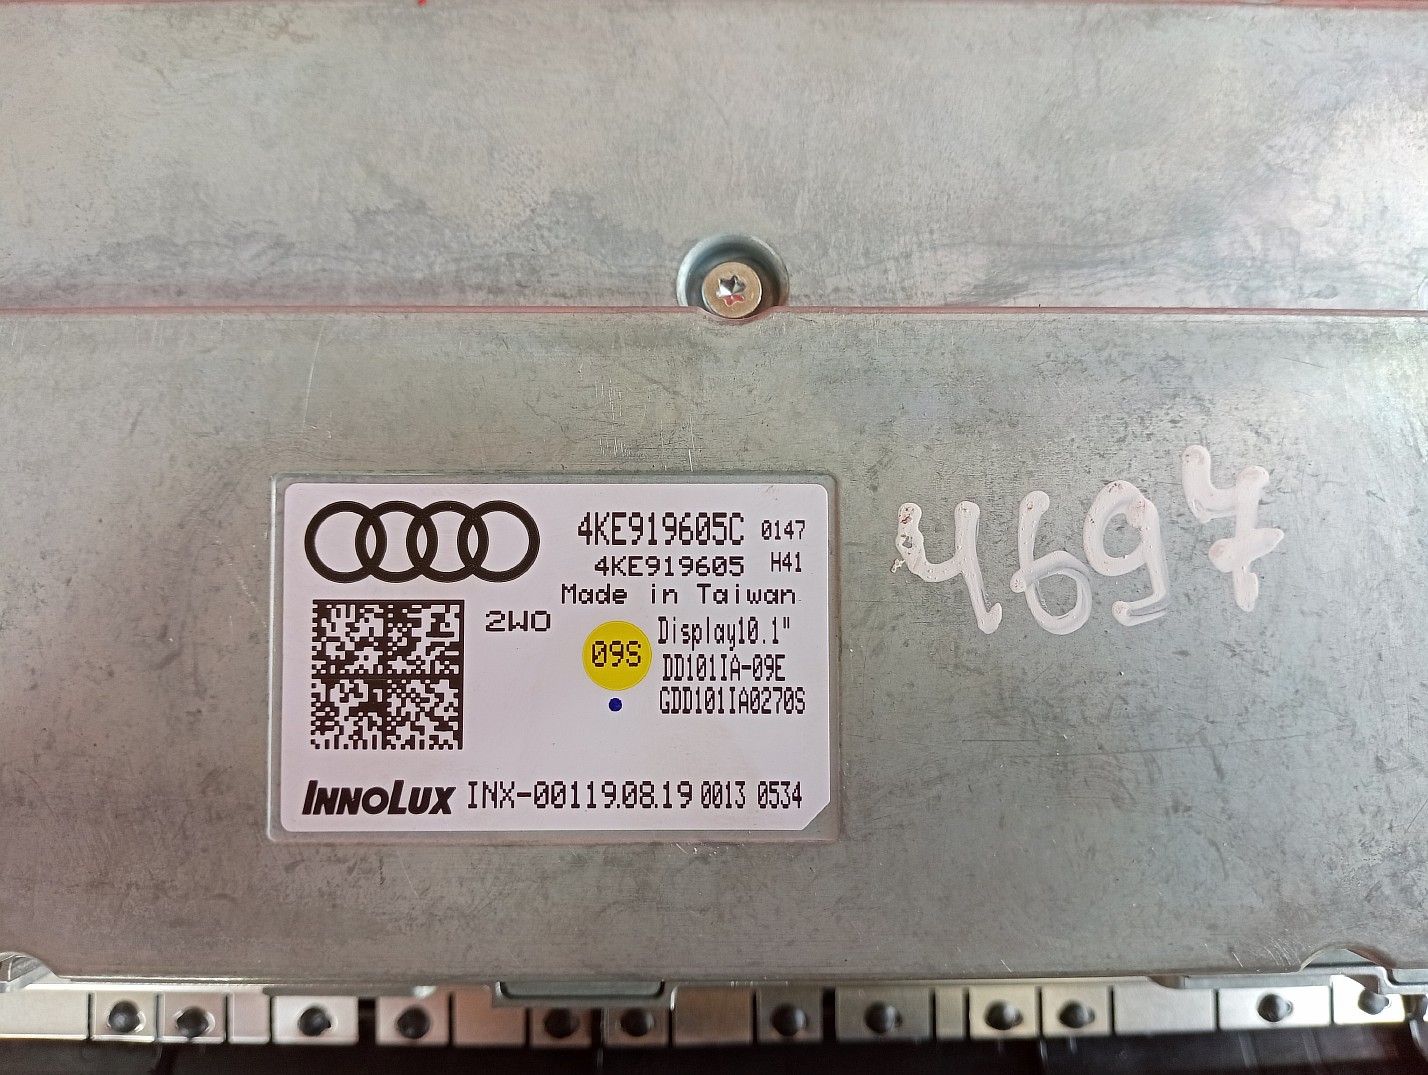 4KE919605C 0147
4KE919605 H41
Made in Taiwan
2WO
09S
Display10.1"
DD101IA-09E
GDD101IA0270S
INNOLUX INX-00119.08.19 0013 0534
4697